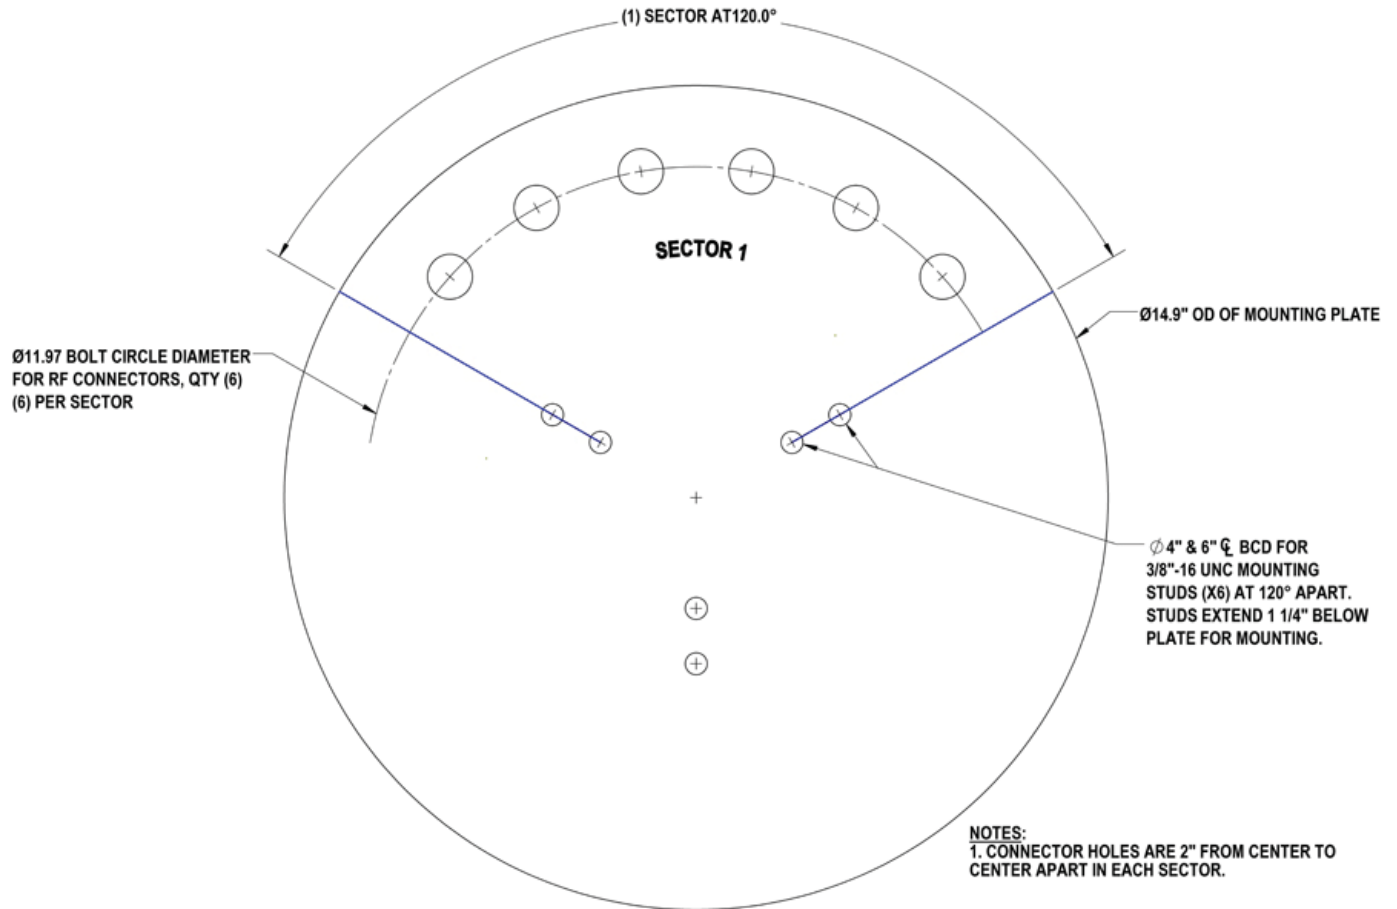 (1) SECTOR AT120.0°
SECTOR 1
Ø14.9" OD OF MOUNTING PLATE
Ø11.97 BOLT CIRCLE DIAMETER
FOR RF CONNECTORS, QTY (6)
(6) PER SECTOR
∅4" & 6" ℄ BCD FOR
3/8"-16 UNC MOUNTING
STUDS (X6) AT 120° APART.
STUDS EXTEND 1 1/4" BELOW
PLATE FOR MOUNTING.
NOTES:
1. CONNECTOR HOLES ARE 2" FROM CENTER TO
CENTER APART IN EACH SECTOR.